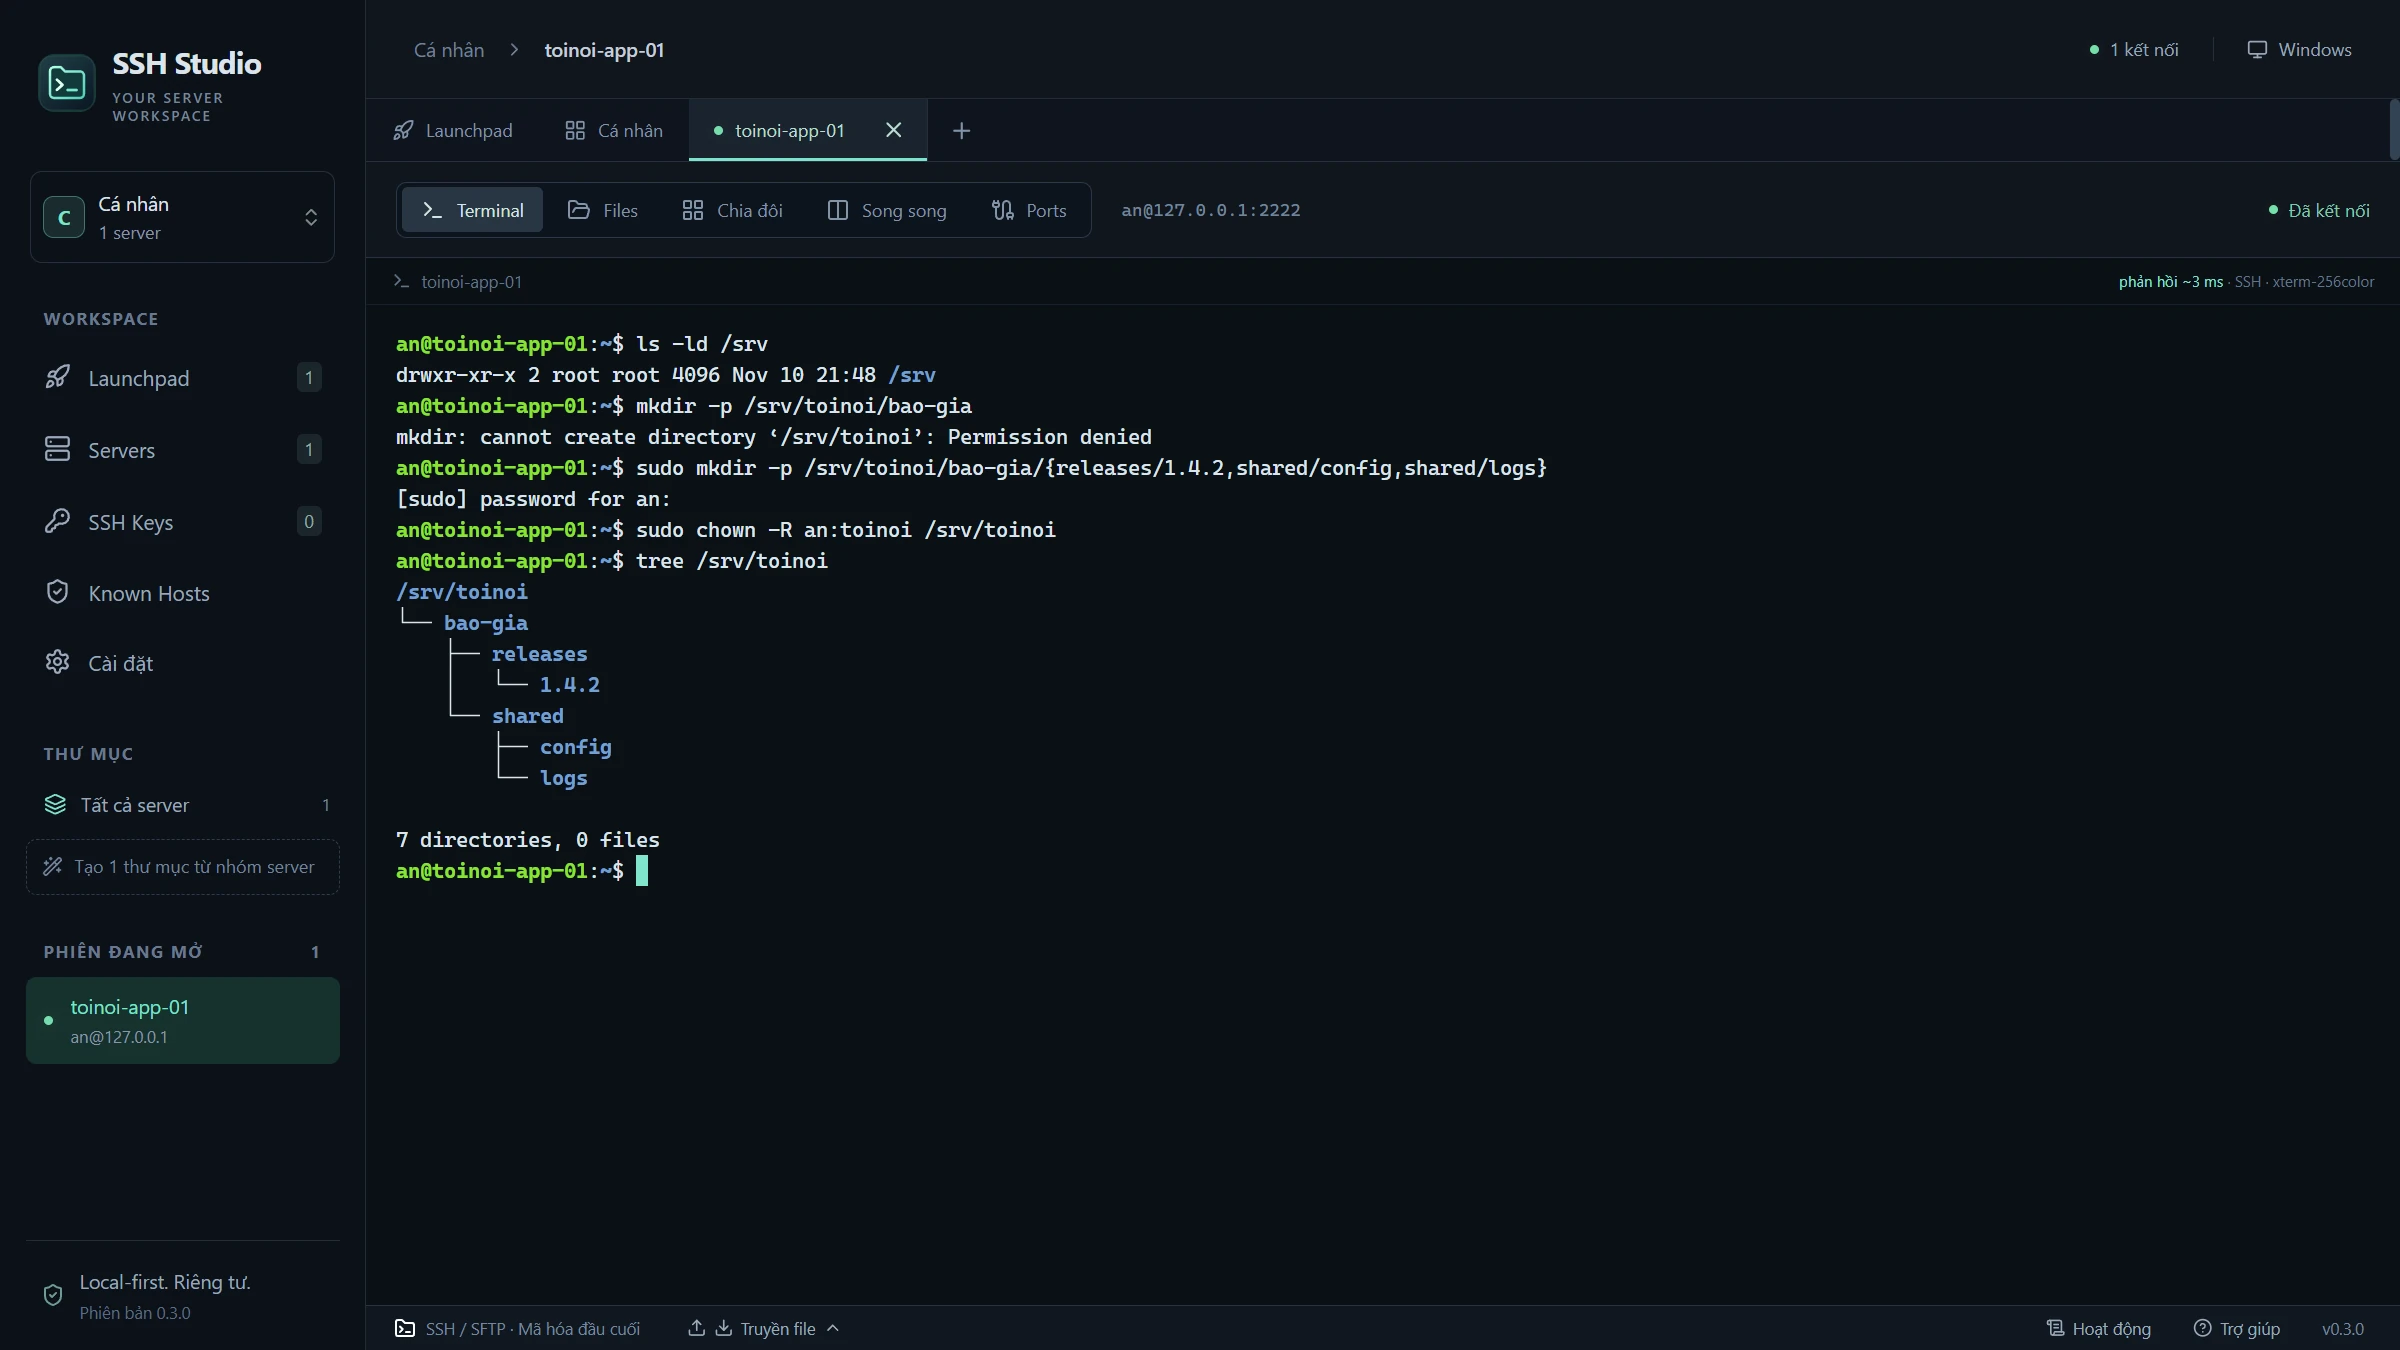 SSH Studio
YOUR SERVER
WORKSPACE
C
Cá nhân
1 server
WORKSPACE
Launchpad 1
Servers 1
SSH Keys 0
Known Hosts
Cài đặt
THƯ MỤC
Tất cả server 1
Tạo 1 thư mục từ nhóm server
PHIÊN ĐANG MỞ 1
toinoi-app-01
an@127.0.0.1
Local-first. Riêng tư.
Phiên bản 0.3.0
Cá nhân > toinoi-app-01
1 kết nối
Windows
Launchpad
Cá nhân
toinoi-app-01
Terminal
Files
Chia đôi
Song song
Ports
an@127.0.0.1:2222
Đã kết nối
toinoi-app-01
phản hồi ~3 ms · SSH · xterm-256color
an@toinoi-app-01:~$ ls -ld /srv
drwxr-xr-x 2 root root 4096 Nov 10 21:48 /srv
an@toinoi-app-01:~$ mkdir -p /srv/toinoi/bao-gia
mkdir: cannot create directory ‘/srv/toinoi’: Permission denied
an@toinoi-app-01:~$ sudo mkdir -p /srv/toinoi/bao-gia/{releases/1.4.2,shared/config,shared/logs}
[sudo] password for an:
an@toinoi-app-01:~$ sudo chown -R an:toinoi /srv/toinoi
an@toinoi-app-01:~$ tree /srv/toinoi
/srv/toinoi
└── bao-gia
    ├── releases
    │   └── 1.4.2
    └── shared
        ├── config
        └── logs
7 directories, 0 files
an@toinoi-app-01:~$
SSH / SFTP · Mã hóa đầu cuối
Truyền file
Hoạt động
Trợ giúp
v0.3.0